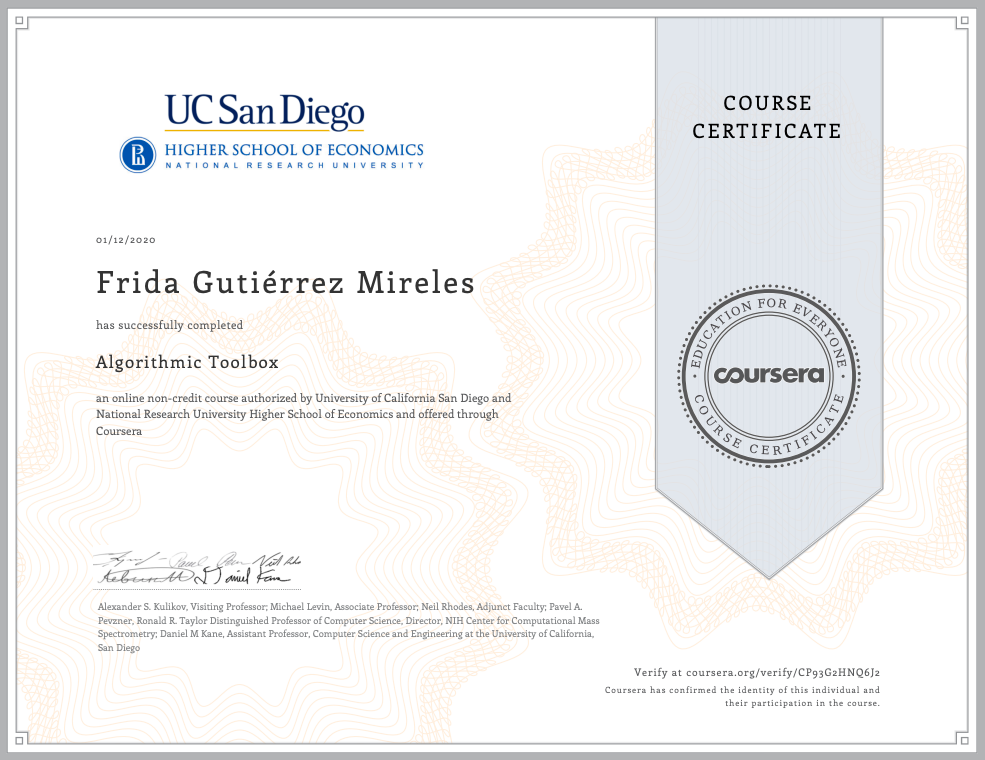 UC San Diego
HIGHER SCHOOL OF ECONOMICS
NATIONAL RESEARCH UNIVERSITY
COURSE
CERTIFICATE
01/12/2020
Frida Gutiérrez Mireles
has successfully completed
Algorithmic Toolbox
an online non-credit course authorized by University of California San Diego and
National Research University Higher School of Economics and offered through
Coursera
EDUCATION FOR EVERYONE
coursera
COURSE CERTIFICATE
Alexander S. Kulikov, Visiting Professor; Michael Levin, Associate Professor; Neil Rhodes, Adjunct Faculty; Pavel A.
Pevzner, Ronald R. Taylor Distinguished Professor of Computer Science, Director, NIH Center for Computational Mass
Spectrometry; Daniel M Kane, Assistant Professor, Computer Science and Engineering at the University of California,
San Diego
Verify at coursera.org/verify/CP93G2HNQ6J2
Coursera has confirmed the identity of this individual and
their participation in the course.